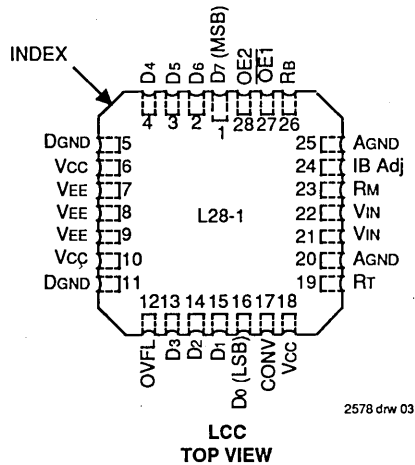 INDEX
D4
D5
D6
D7 (MSB)
OE2
OE1
RB
4
3
2
1
28
27
26
DGND 5
VCC 6
VEE 7
VEE 8
VEE 9
VCC 10
DGND 11
L28-1
25 AGND
24 IB Adj
23 RM
22 VIN
21 VIN
20 AGND
19 RT
12 13 14 15 16 17 18
OVFL
D3
D2
D1
D0 (LSB)
CONV
VCC
2578 drw 03
LCC
TOP VIEW